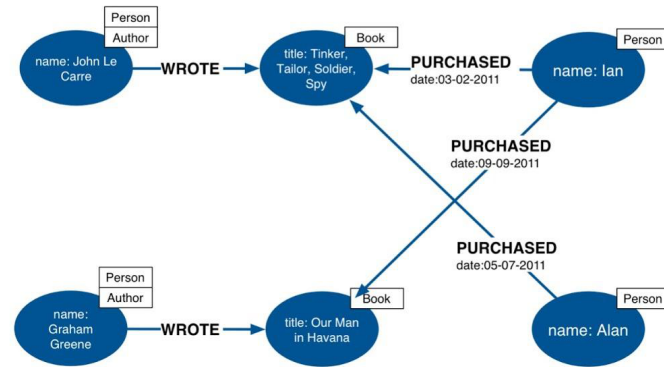 Person
Author
name: John Le
Carre
WROTE
Book
title: Tinker,
Tailor, Soldier,
Spy
PURCHASED
date:03-02-2011
Person
name: Ian
PURCHASED
date:09-09-2011
PURCHASED
date:05-07-2011
Person
Author
name:
Graham
Greene
WROTE
Book
title: Our Man
in Havana
Person
name: Alan